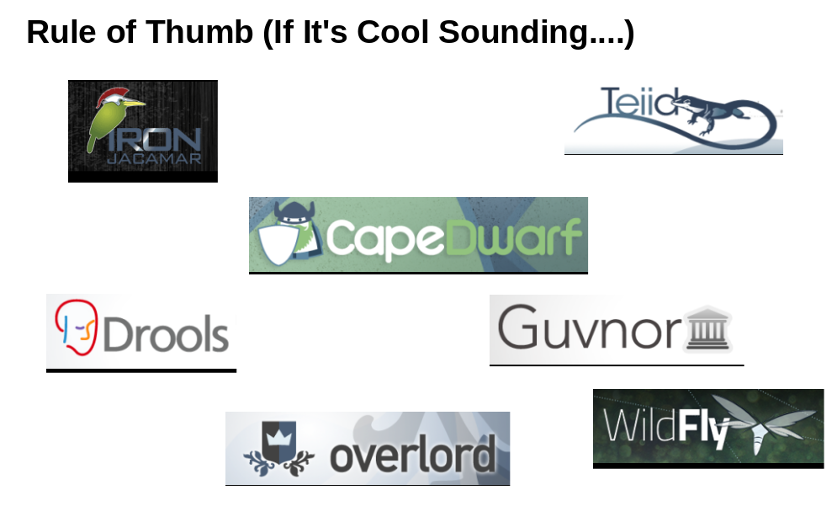 Rule of Thumb (If It's Cool Sounding....)
IRON
JACAMAR
Teiid
CapeDwarf
Drools
Guvnor
WildFly
overlord